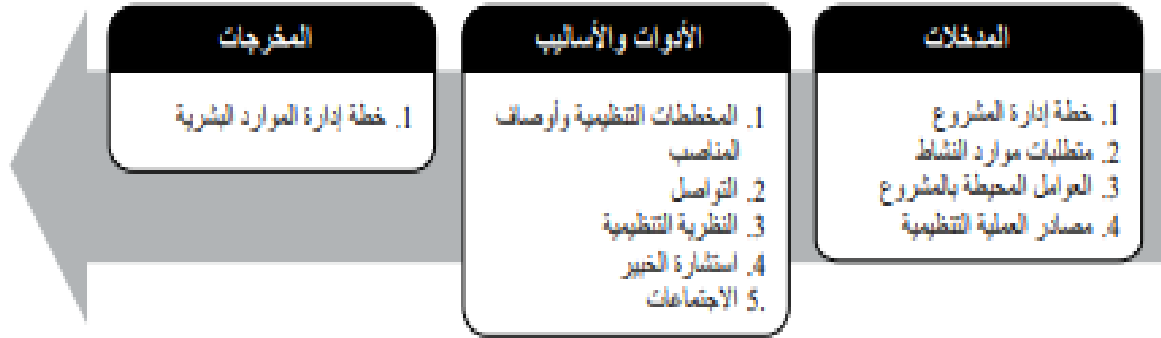 المدخلات
1. خطة إدارة المشروع
2. متطلبات موارد النشاط
3. العوامل المحيطة بالمشروع
4. مصادر العملية التنظيمية
الأدوات والأساليب
1. المخططات التنظيمية وأوصاف
المناصب
2. التواصل
3. النظرية التنظيمية
4. استشارة الخبير
5. الاجتماعات
المخرجات
1. خطة إدارة الموارد البشرية